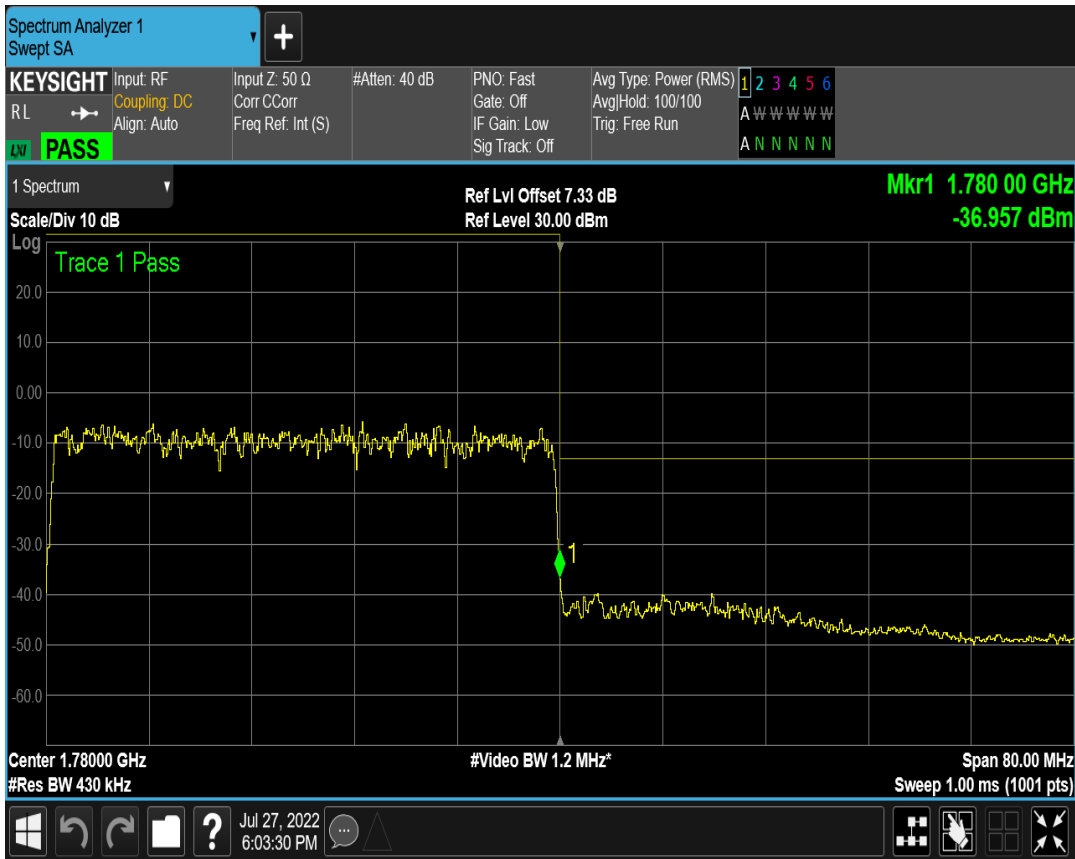 Spectrum Analyzer 1
Swept SA
KEYSIGHT
R L
LXI PASS
Input: RF
Coupling: DC
Align: Auto
Input Z: 50 Ω
Corr CCorr
Freq Ref: Int (S)
#Atten: 40 dB
PNO: Fast
Gate: Off
IF Gain: Low
Sig Track: Off
Avg Type: Power (RMS)
Avg|Hold: 100/100
Trig: Free Run
1 2 3 4 5 6
A W W W W W
A N N N N N
1 Spectrum
Scale/Div 10 dB
Ref Lvl Offset 7.33 dB
Ref Level 30.00 dBm
Mkr1 1.780 00 GHz
-36.957 dBm
Log
Trace 1 Pass
20.0
10.0
0.00
-10.0
-20.0
-30.0
1
-40.0
-50.0
-60.0
Center 1.78000 GHz
#Video BW 1.2 MHz*
Span 80.00 MHz
#Res BW 430 kHz
Sweep 1.00 ms (1001 pts)
?
Jul 27, 2022
6:03:30 PM